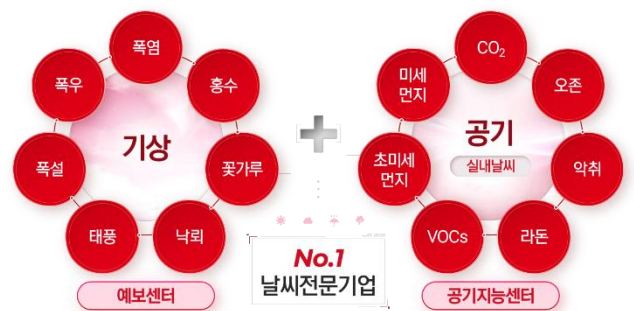 폭염
홍수
꽃가루
낙뢰
태풍
폭설
폭우
기상
예보센터
No.1
날씨전문기업
CO₂
오존
악취
라돈
VOCs
초미세
먼지
미세
먼지
공기
실내날씨
공기지능센터